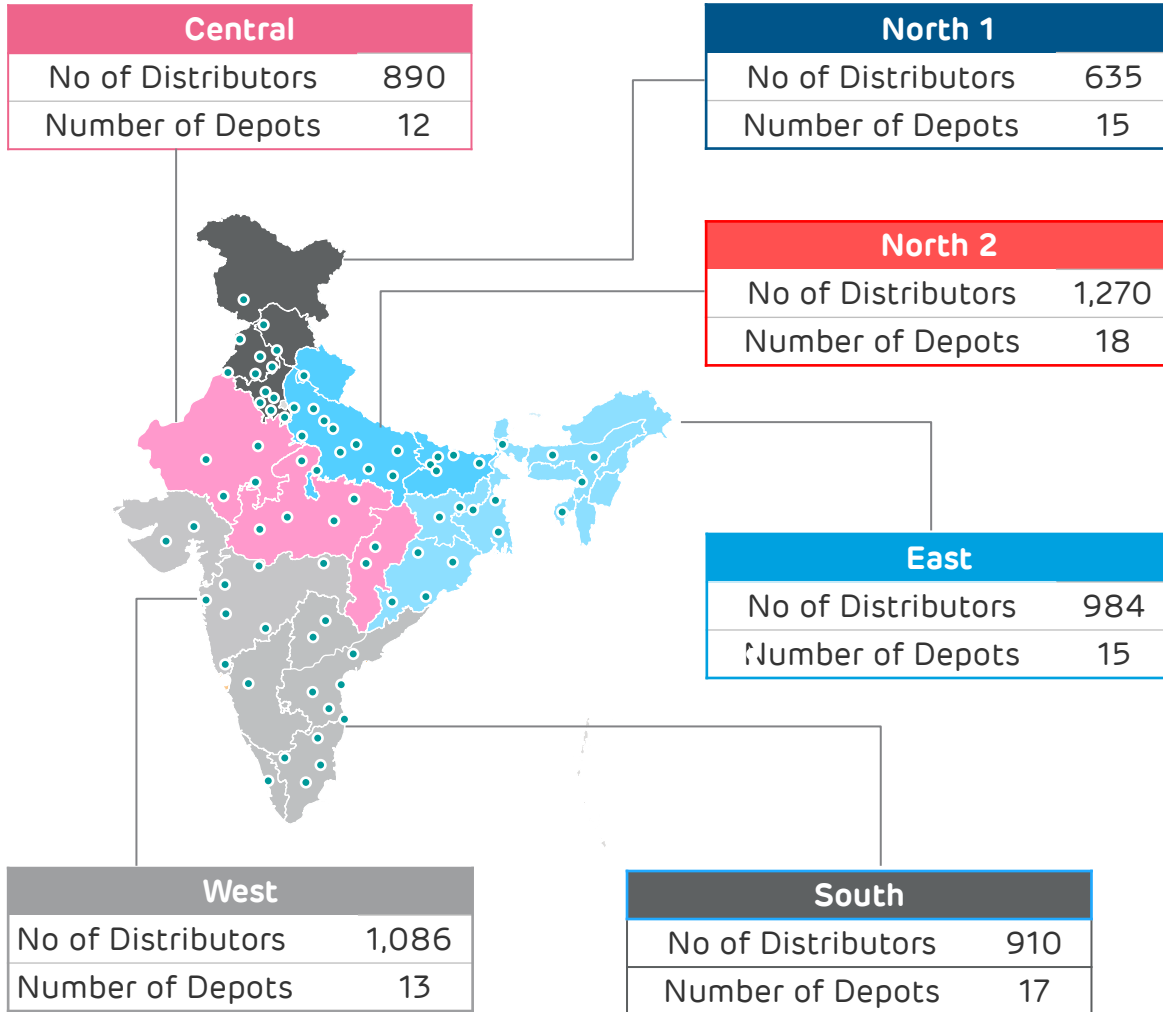 Central
No of Distributors 890
Number of Depots 12
North 1
No of Distributors 635
Number of Depots 15
North 2
No of Distributors 1,270
Number of Depots 18
East
No of Distributors 984
Number of Depots 15
West
No of Distributors 1,086
Number of Depots 13
South
No of Distributors 910
Number of Depots 17